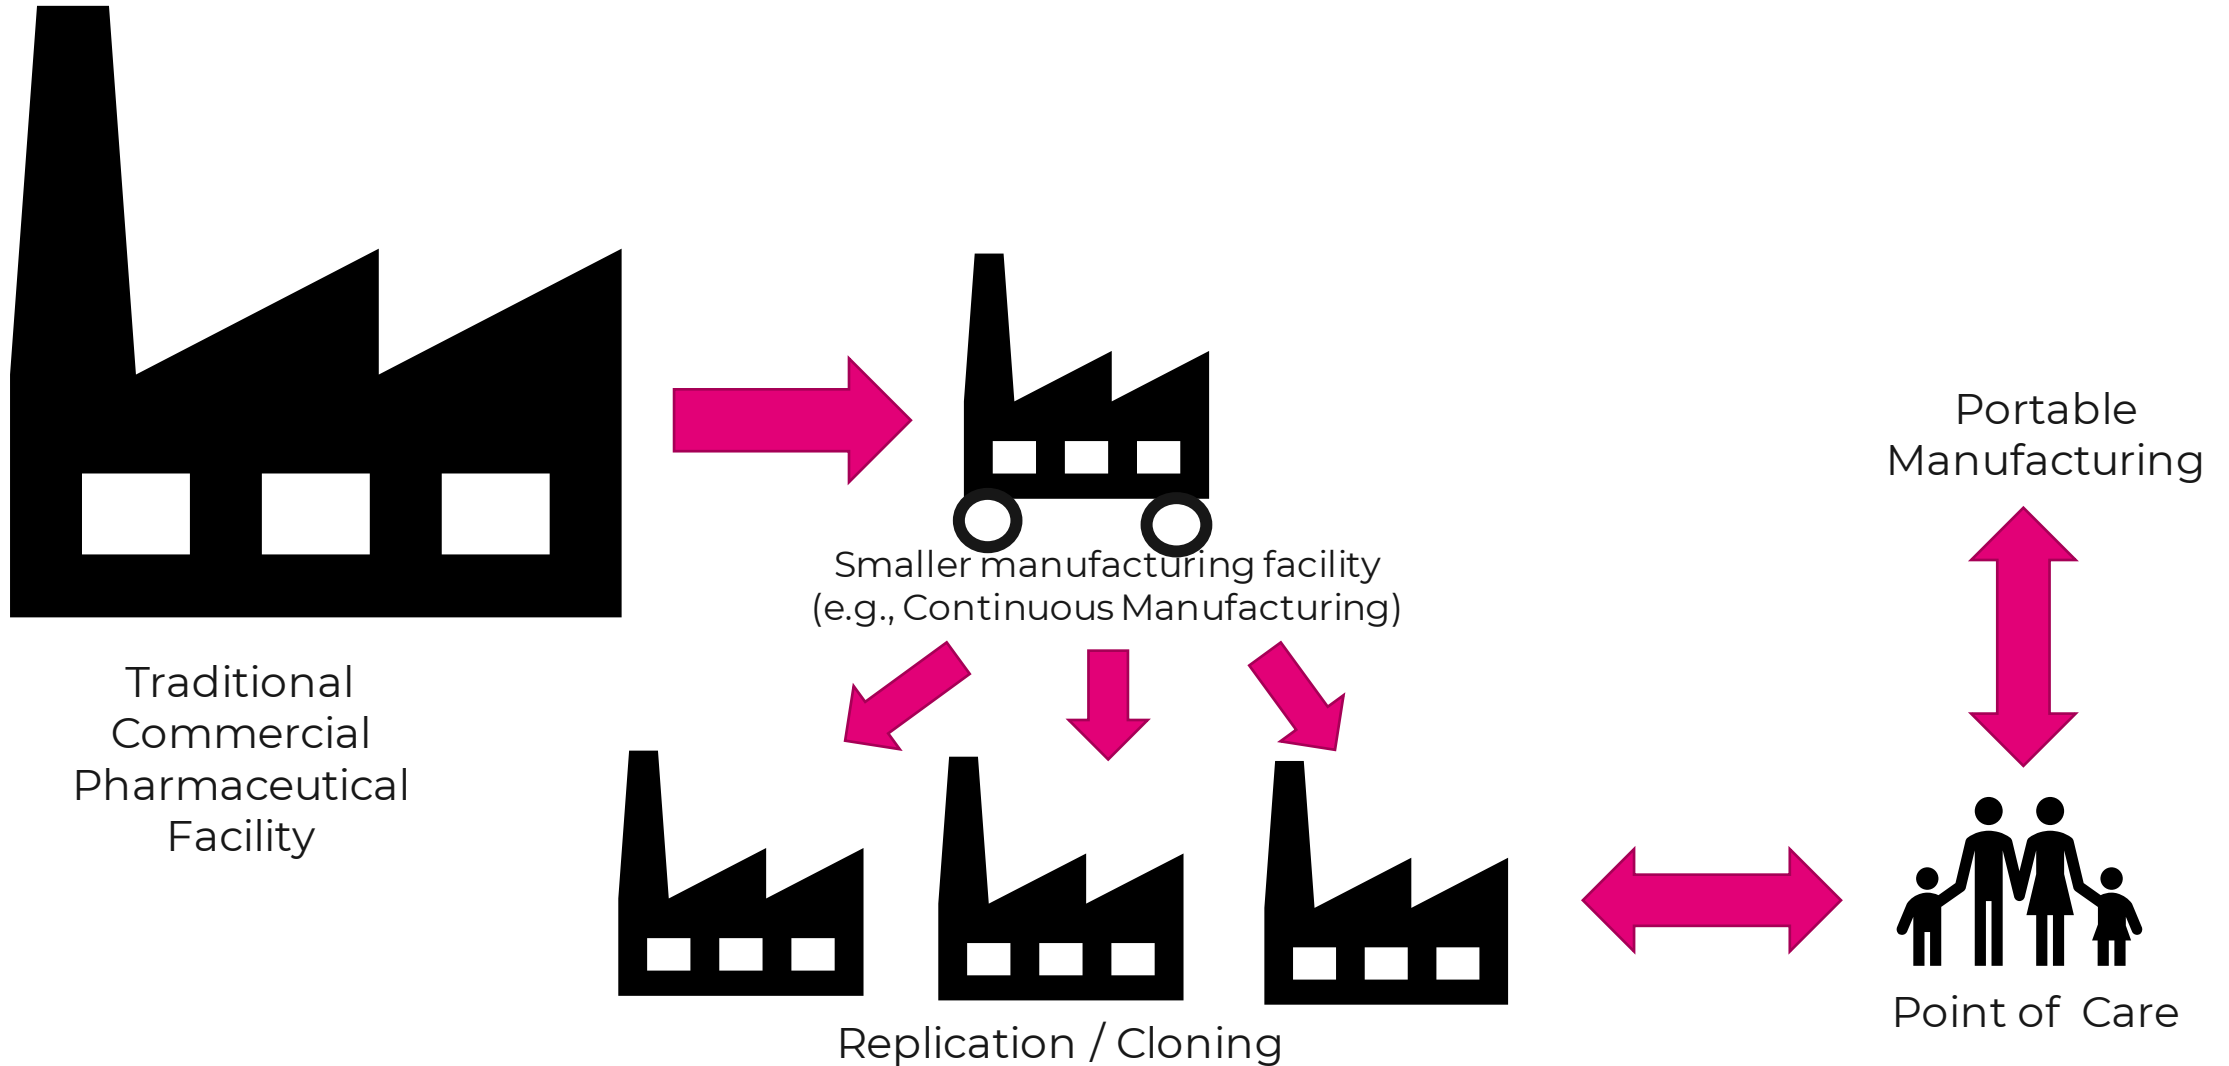 Traditional
Commercial
Pharmaceutical
Facility
Smaller manufacturing facility
(e.g., Continuous Manufacturing)
Replication / Cloning
Portable
Manufacturing
Point of Care